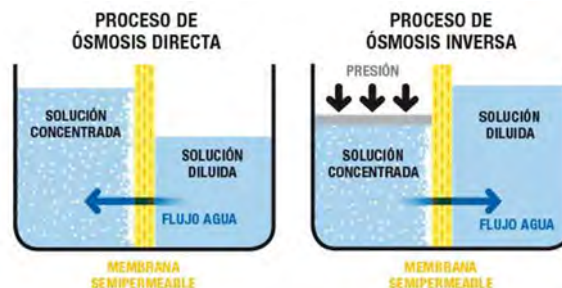 PROCESO DE
ÓSMOSIS DIRECTA
SOLUCIÓN
CONCENTRADA
SOLUCIÓN
DILUIDA
FLUJO AGUA
MEMBRANA
SEMIPERMEABLE
PROCESO DE
ÓSMOSIS INVERSA
PRESIÓN
SOLUCIÓN
CONCENTRADA
SOLUCIÓN
DILUIDA
FLUJO AGUA
MEMBRANA
SEMIPERMEABLE